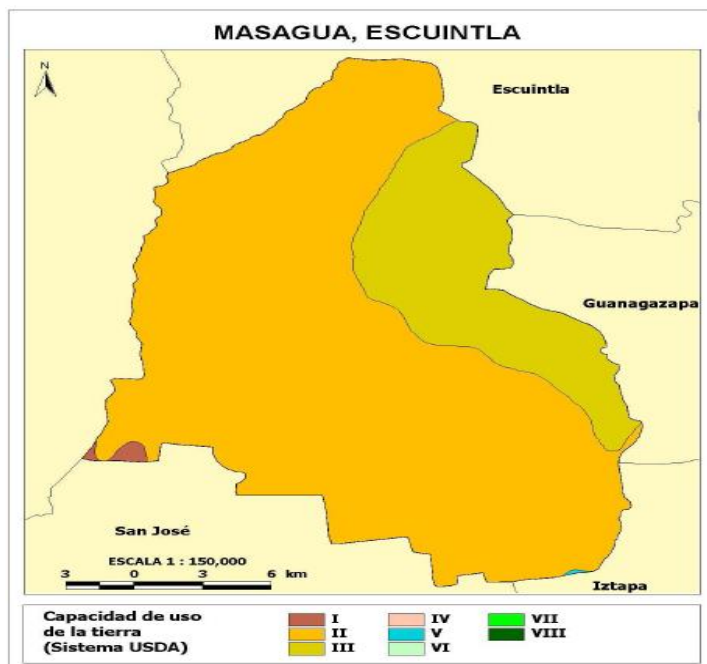 MASAGUA, ESCUINTLA
N
Escuintla
Guanagazapa
San José
ESCALA 1 : 150,000
3 0 3 6 km
Iztapa
Capacidad de uso
de la tierra
(Sistema USDA)
I IV VII
II V VIII
III VI